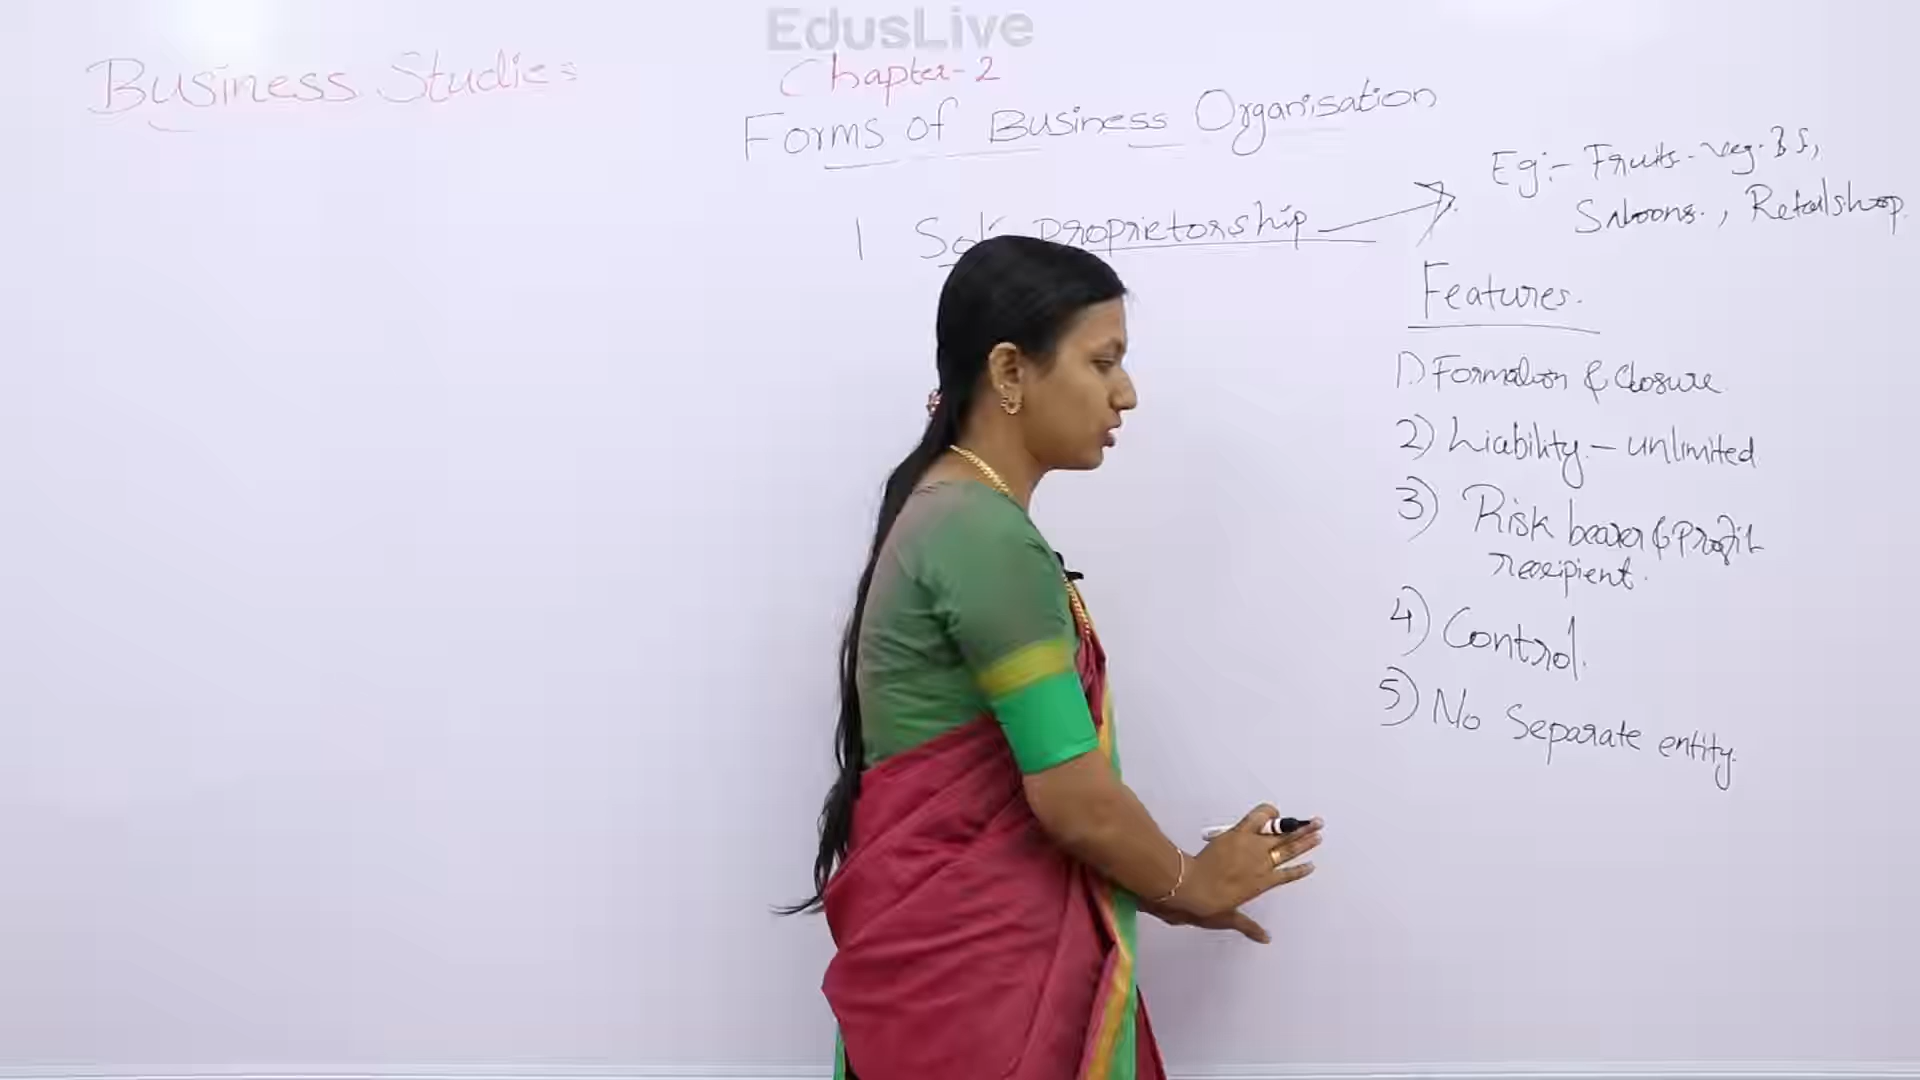 EdusLive
Business Studies
Chapter-2
Forms of Business Organisation
1 Sole proprietorship
Eg:- Fruits. veg.
Saloons., Retailshop.
Features.
1) Formation & closure
2) Liability - unlimited
3) Risk bearer & Profit
recipient.
4) Control.
5) No Separate entity.